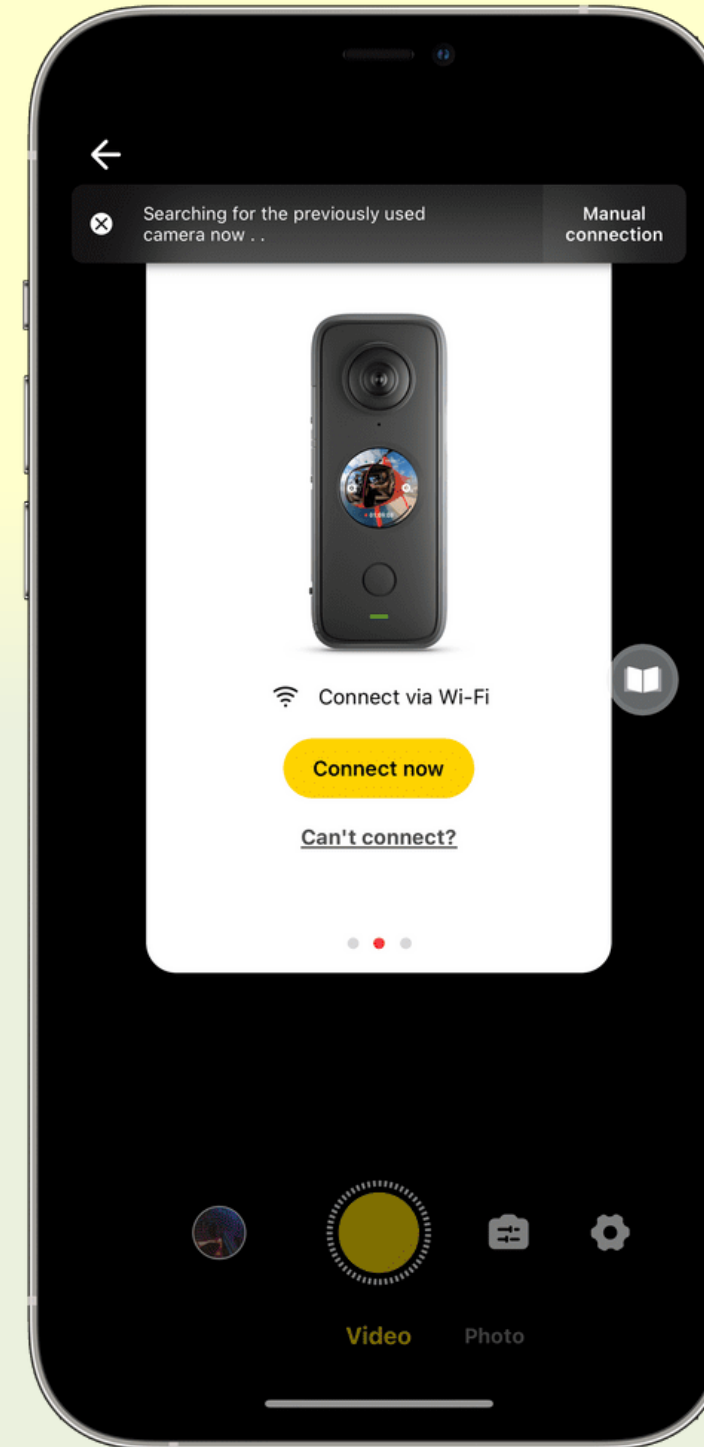 Searching for the previously used
camera now . .
Manual
connection
Connect via Wi-Fi
Connect now
Can't connect?
Video
Photo